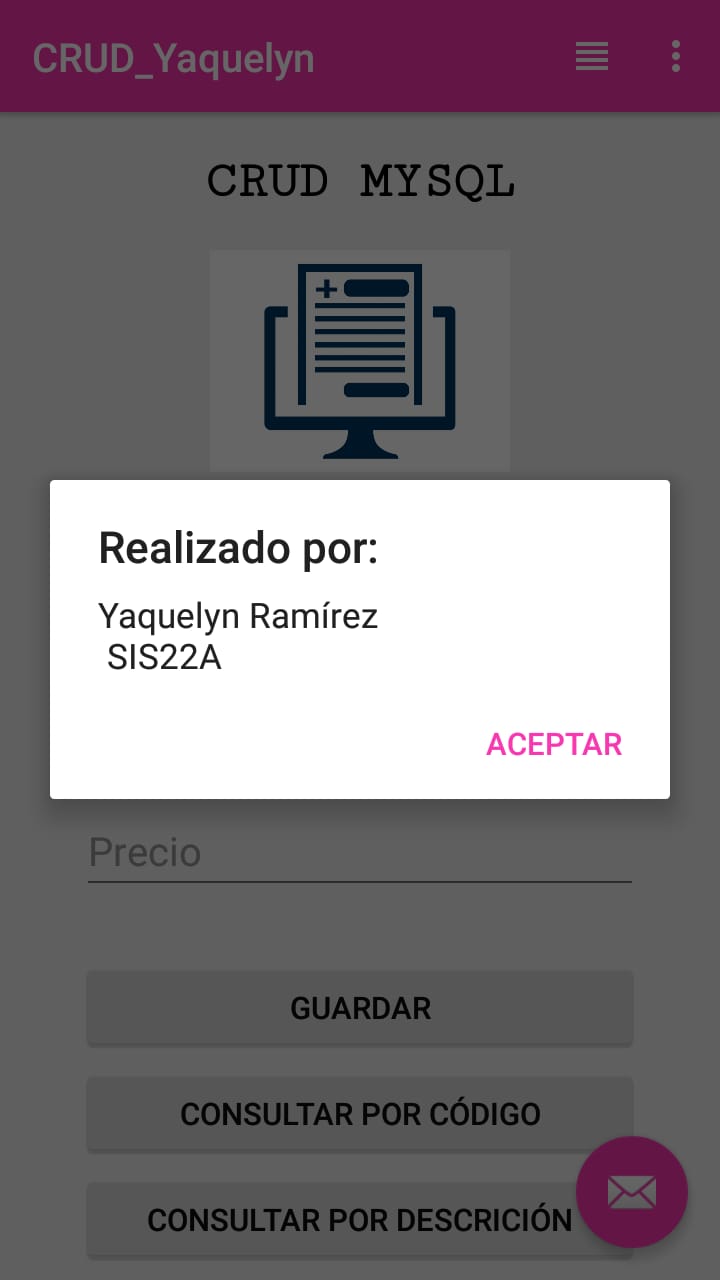 CRUD_Yaquelyn
CRUD MYSQL
Realizado por:
Yaquelyn Ramírez
SIS22A
ACEPTAR
Precio
GUARDAR
CONSULTAR POR CÓDIGO
CONSULTAR POR DESCRICIÓN